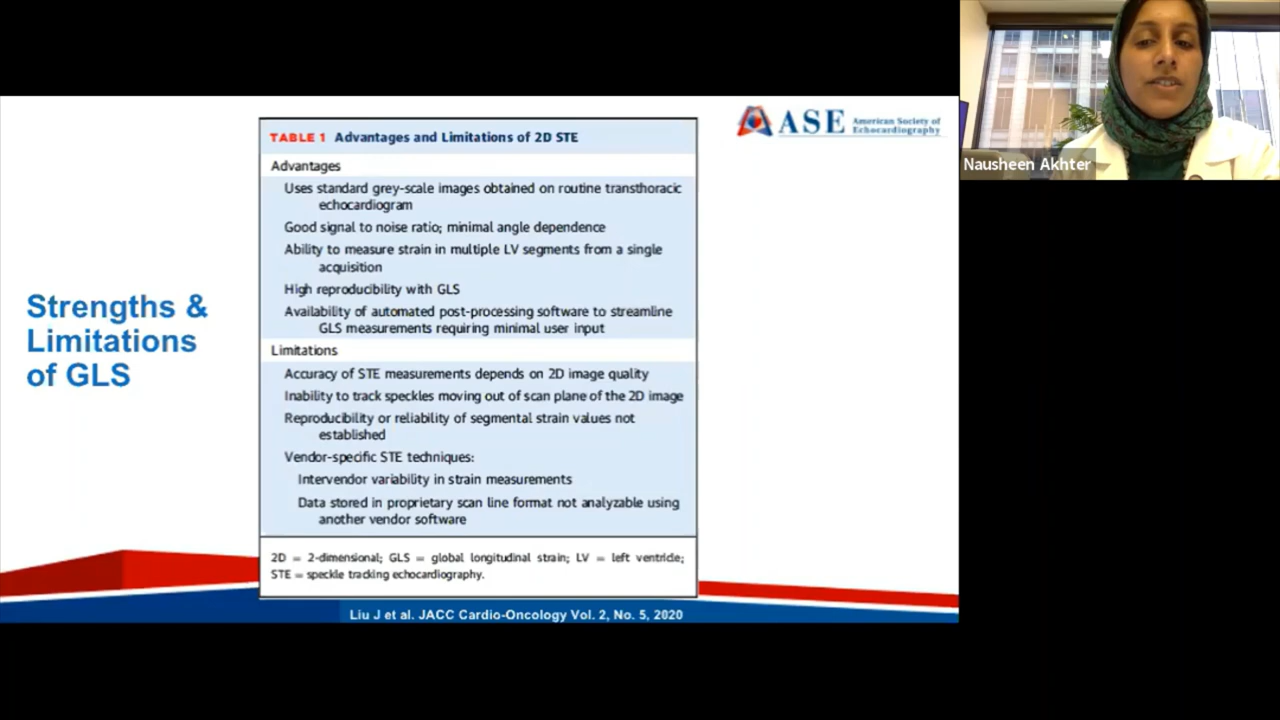 ASE American Society of
Echocardiography
Nausheen Akhter
Strengths &
Limitations
of GLS
TABLE 1 Advantages and Limitations of 2D STE
Advantages
Uses standard grey-scale images obtained on routine transthoracic
echocardiogram
Good signal to noise ratio; minimal angle dependence
Ability to measure strain in multiple LV segments from a single
acquisition
High reproducibility with GLS
Availability of automated post-processing software to streamline
GLS measurements requiring minimal user input
Limitations
Accuracy of STE measurements depends on 2D image quality
Inability to track speckles moving out of scan plane of the 2D image
Reproducibility or reliability of segmental strain values not
established
Vendor-specific STE techniques:
Intervendor variability in strain measurements
Data stored in proprietary scan line format not analyzable using
another vendor software
2D = 2-dimensional; GLS = global longitudinal strain; LV = left ventricle;
STE = speckle tracking echocardiography.
Liu J et al. JACC Cardio-Oncology Vol. 2, No. 5, 2020